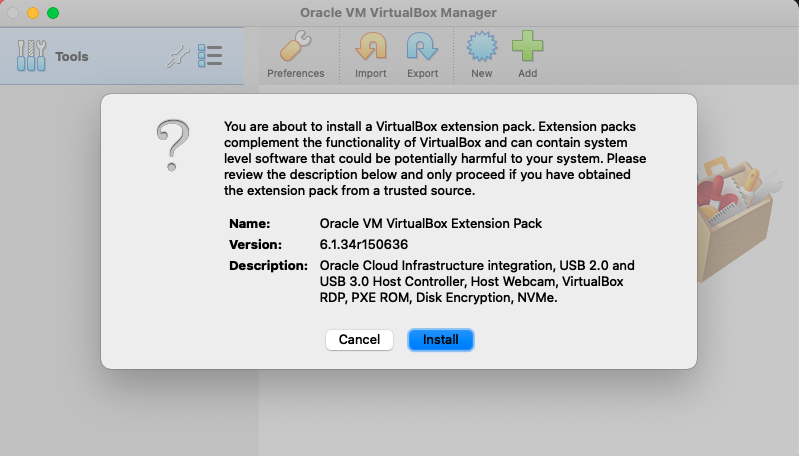 Oracle VM VirtualBox Manager
Tools
Preferences
Import
Export
New
Add
You are about to install a VirtualBox extension pack. Extension packs
complement the functionality of VirtualBox and can contain system
level software that could be potentially harmful to your system. Please
review the description below and only proceed if you have obtained
the extension pack from a trusted source.
Name: Oracle VM VirtualBox Extension Pack
Version: 6.1.34r150636
Description: Oracle Cloud Infrastructure integration, USB 2.0 and
USB 3.0 Host Controller, Host Webcam, VirtualBox
RDP, PXE ROM, Disk Encryption, NVMe.
Cancel
Install